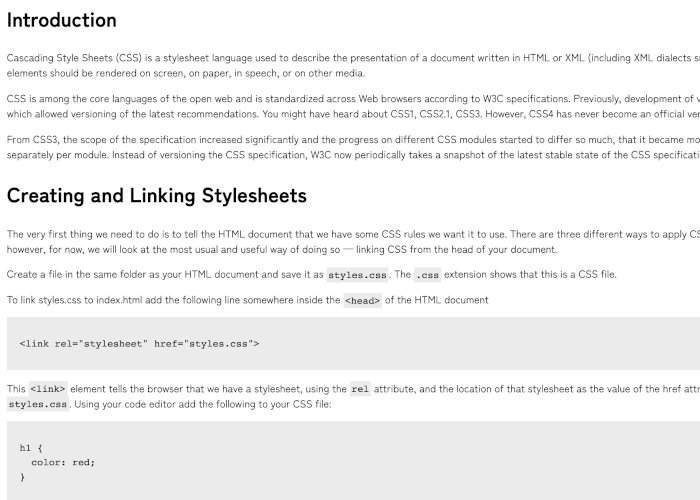 Introduction
Cascading Style Sheets (CSS) is a stylesheet language used to describe the presentation of a document written in HTML or XML (including XML dialects
elements should be rendered on screen, on paper, in speech, or on other media.
CSS is among the core languages of the open web and is standardized across Web browsers according to W3C specifications. Previously, development of
which allowed versioning of the latest recommendations. You might have heard about CSS1, CSS2.1, CSS3. However, CSS4 has never become an official
From CSS3, the scope of the specification increased significantly and the progress on different CSS modules started to differ so much, that it became
separately per module. Instead of versioning the CSS specification, W3C now periodically takes a snapshot of the latest stable state of the CSS
Creating and Linking Stylesheets
The very first thing we need to do is to tell the HTML document that we have some CSS rules we want it to use. There are three different ways to apply
however, for now, we will look at the most usual and useful way of doing so — linking CSS from the head of your document.
Create a file in the same folder as your HTML document and save it as styles.css. The .css extension shows that this is a CSS file.
To link styles.css to index.html add the following line somewhere inside the <head> of the HTML document
<link rel="stylesheet" href="styles.css">
This <link> element tells the browser that we have a stylesheet, using the rel attribute, and the location of that stylesheet as the value of the href
styles.css. Using your code editor add the following to your CSS file:
h1 {
color: red;
}